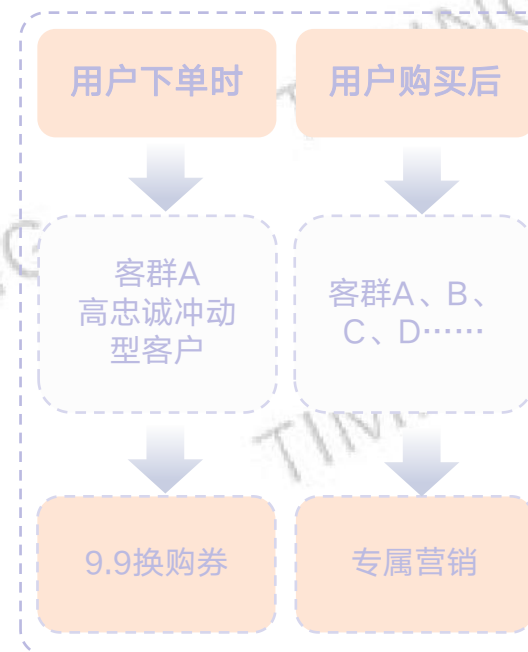 用户下单时
用户购买后
客群A
高忠诚冲动
型客户
客群A、B、
C、D……
9.9换购券
专属营销